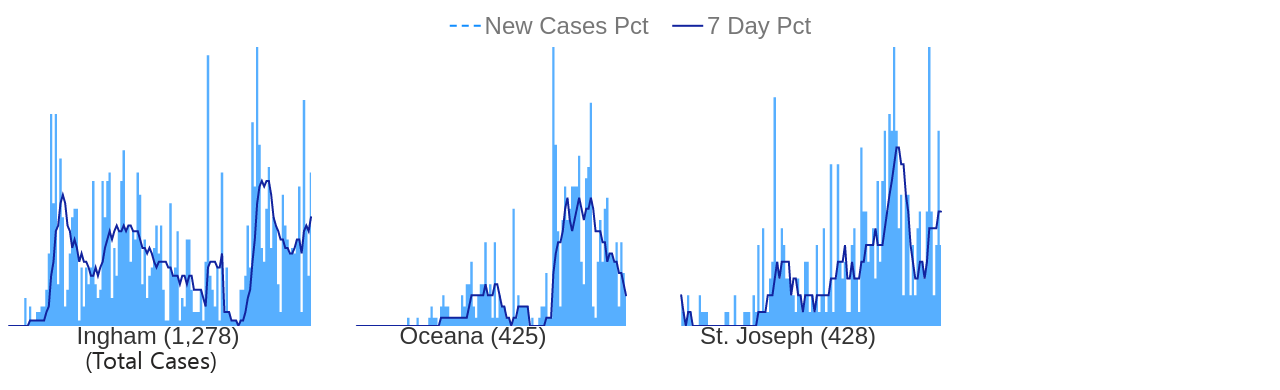 New Cases Pct 7 Day Pct
Ingham (1,278) Oceana (425) St. Joseph (428)
(Total Cases)